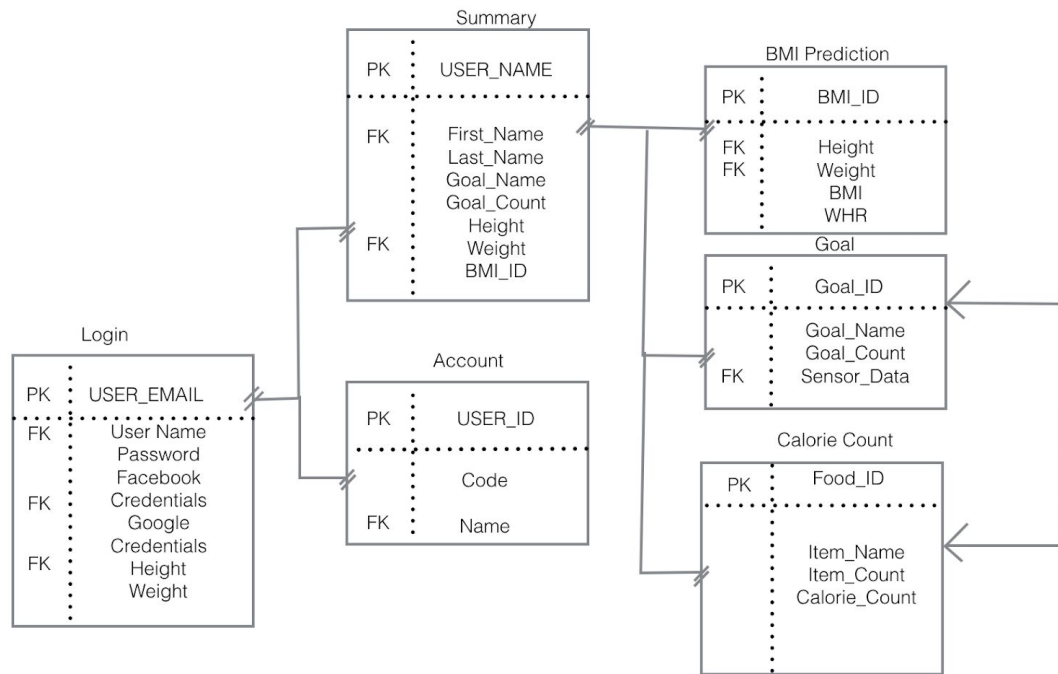 Summary
PK USER_NAME
FK First_Name
Last_Name
Goal_Name
Goal_Count
Height
FK Weight
BMI_ID
BMI Prediction
PK BMI_ID
FK Height
FK Weight
BMI
WHR
Goal
PK Goal_ID
Goal_Name
Goal_Count
FK Sensor_Data
Login
PK USER_EMAIL
FK User Name
Password
Facebook
FK Credentials
Google
Credentials
FK Height
Weight
Account
PK USER_ID
Code
FK Name
Calorie Count
PK Food_ID
Item_Name
Item_Count
Calorie_Count